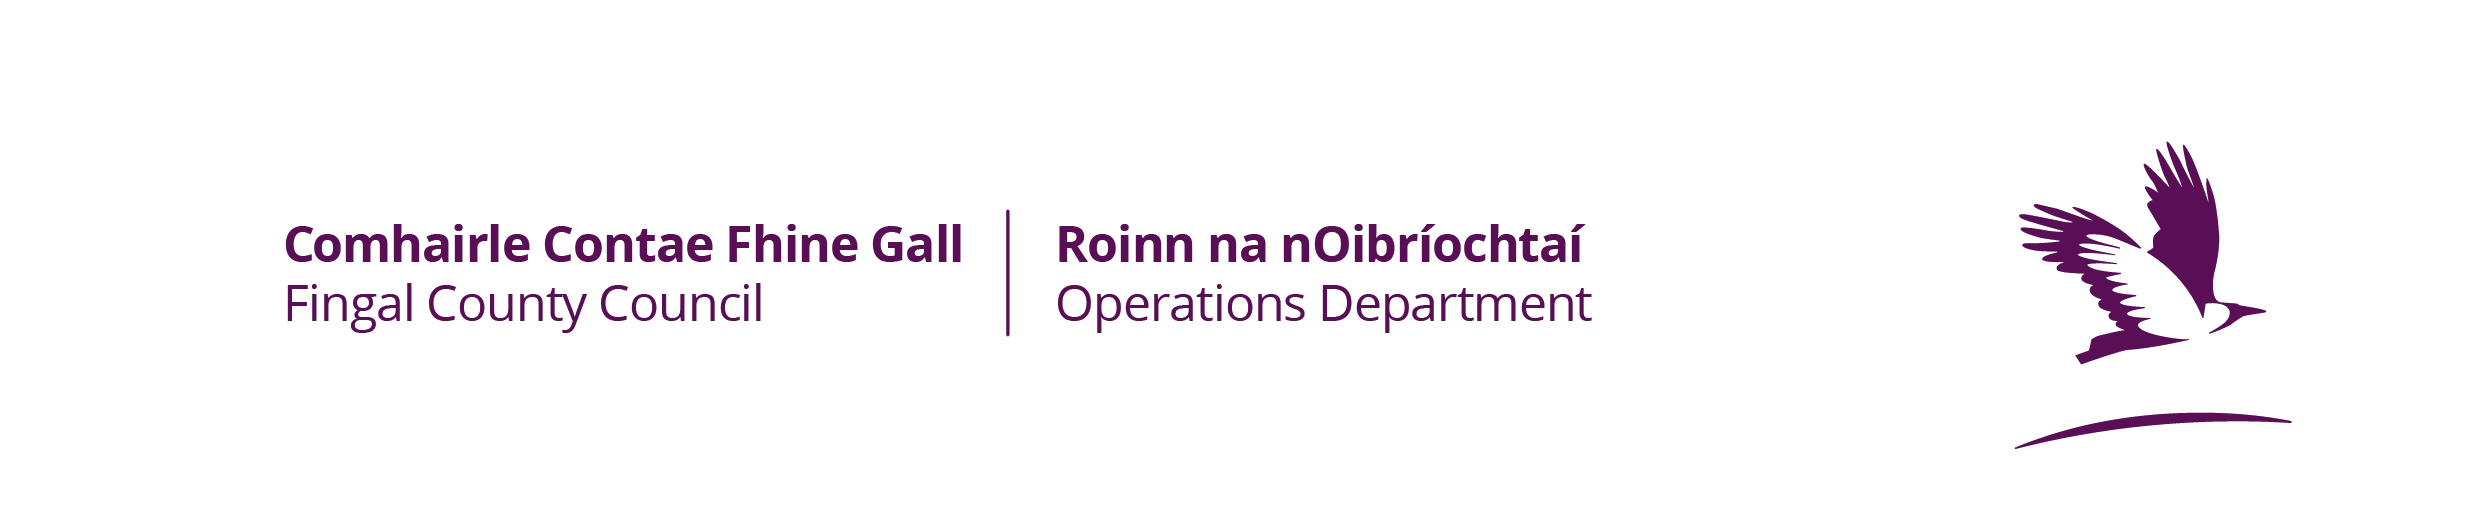 Comhairle Contae Fhine Gall
Fingal County Council
Roinn na nOibríochtaí
Operations Department